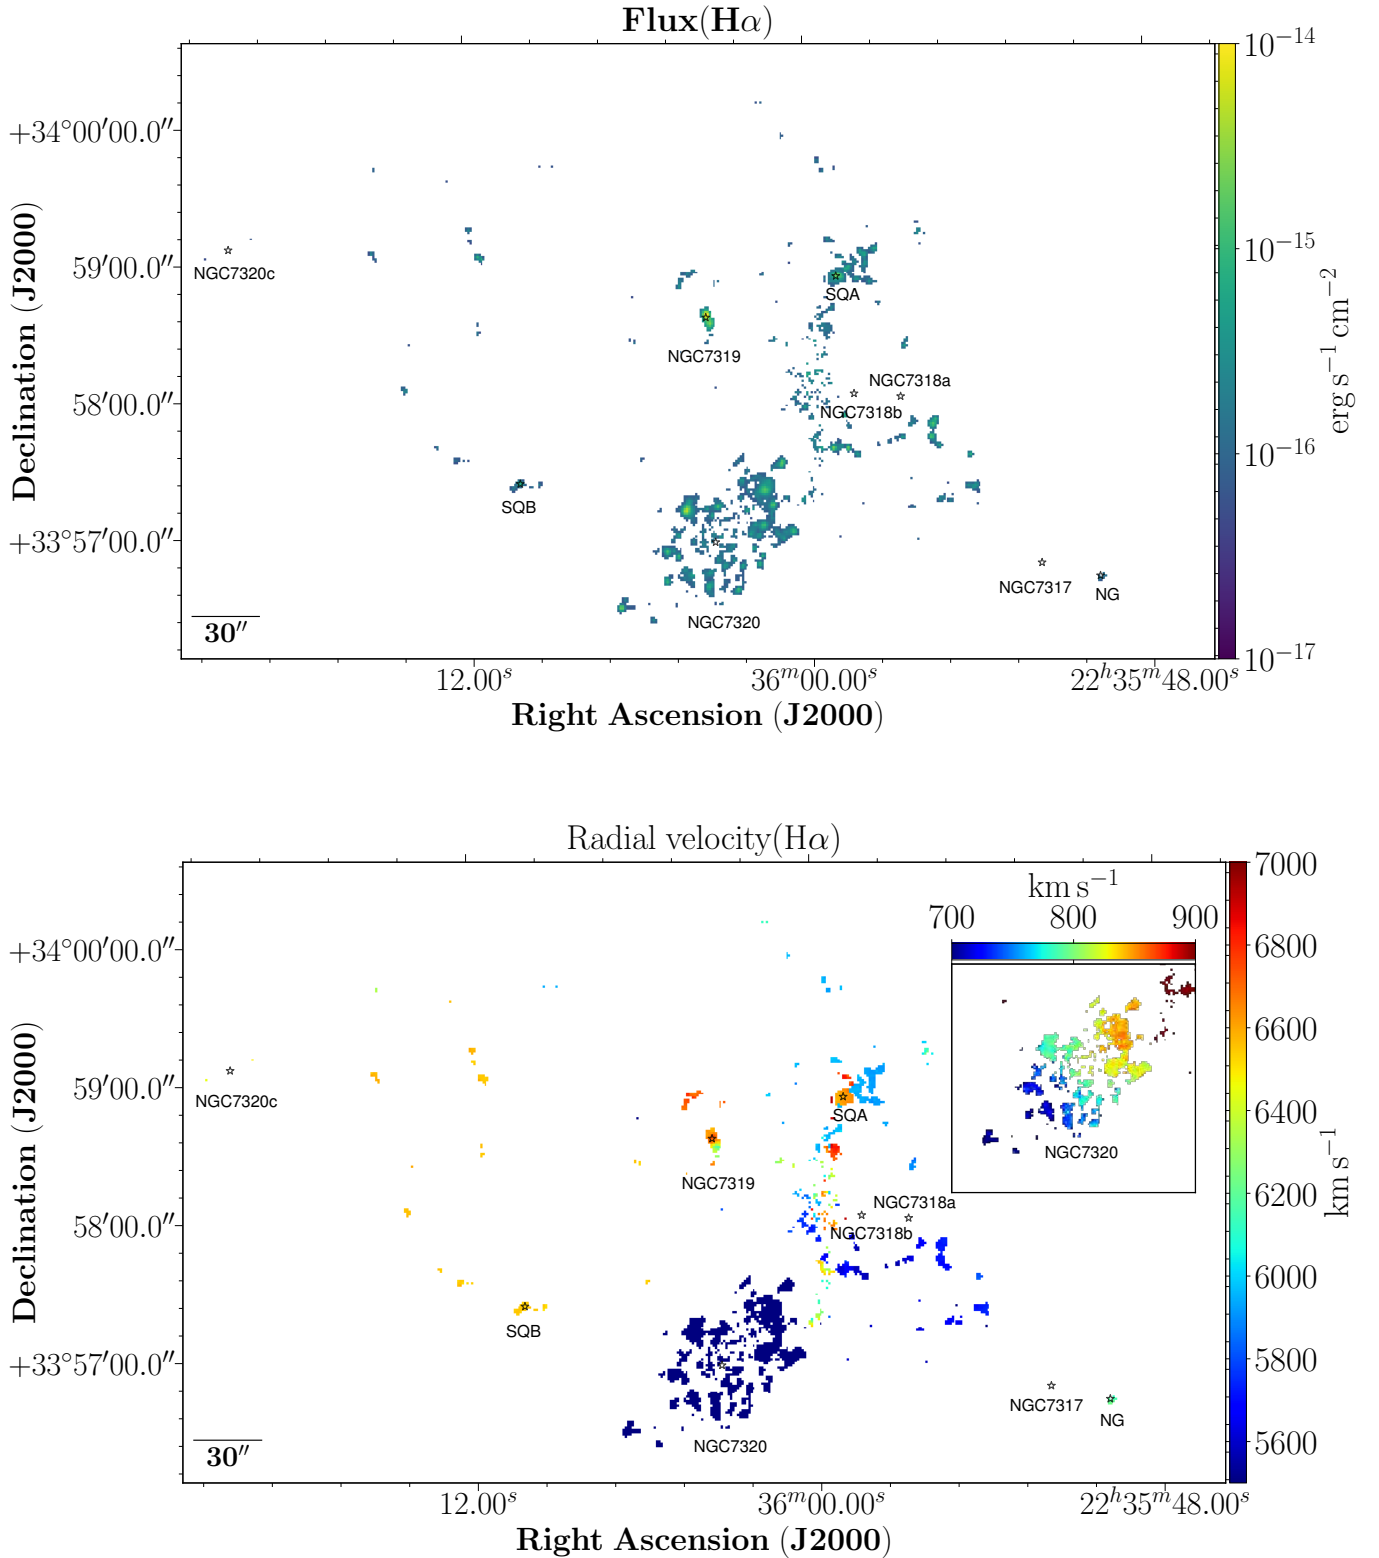 Flux(Hα)
10⁻¹⁴
+34°00′00.0″
10⁻¹⁵
59′00.0″
NGC7320c
SQA
NGC7319
NGC7318a
58′00.0″
NGC7318b
10⁻¹⁶
SQB
+33°57′00.0″
NGC7317
NG
NGC7320
30″
10⁻¹⁷
Declination (J2000)
erg s⁻¹ cm⁻²
12.00ˢ 36ᵐ00.00ˢ 22ʰ35ᵐ48.00ˢ
Right Ascension (J2000)
Radial velocity(Hα)
km s⁻¹
700 800 900
7000
+34°00′00.0″
6800
6600
59′00.0″
NGC7320c
SQA
6400
NGC7320
NGC7319
6200
NGC7318a
58′00.0″
NGC7318b
6000
SQB
5800
+33°57′00.0″
NGC7317
NG
NGC7320
5600
30″
Declination (J2000)
km s⁻¹
12.00ˢ 36ᵐ00.00ˢ 22ʰ35ᵐ48.00ˢ
Right Ascension (J2000)